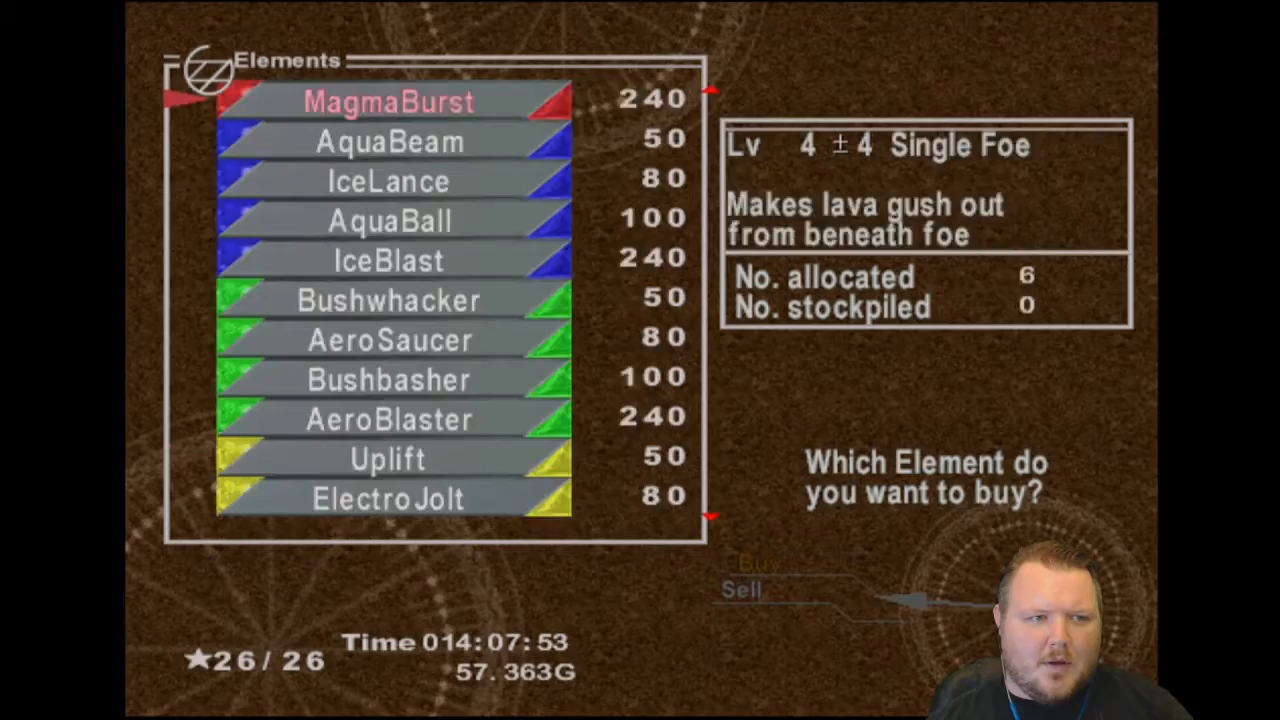 Elements
MagmaBurst 240
AquaBeam 50
IceLance 80
AquaBall 100
IceBlast 240
Bushwhacker 50
AeroSaucer 80
Bushbasher 100
AeroBlaster 240
Uplift 50
ElectroJolt 80
Lv 4 ±4 Single Foe
Makes lava gush out
from beneath foe
No. allocated 6
No. stockpiled 0
Which Element do
you want to buy?
Buy
Sell
Time 014:07:53
★26/ 26
57. 363G